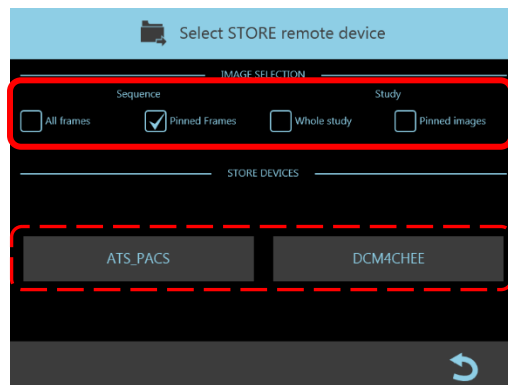 Select STORE remote device
IMAGE SELECTION
Sequence Study
All frames Pinned Frames Whole study Pinned images
STORE DEVICES
ATS_PACS DCM4CHEE